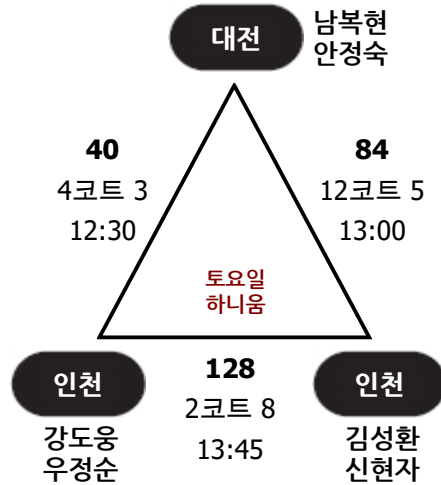 대전
남복현
안정숙
40
4코트 3
12:30
84
12코트 5
13:00
토요일
하니움
인천
강도웅
우정순
128
2코트 8
13:45
인천
김성환
신현자